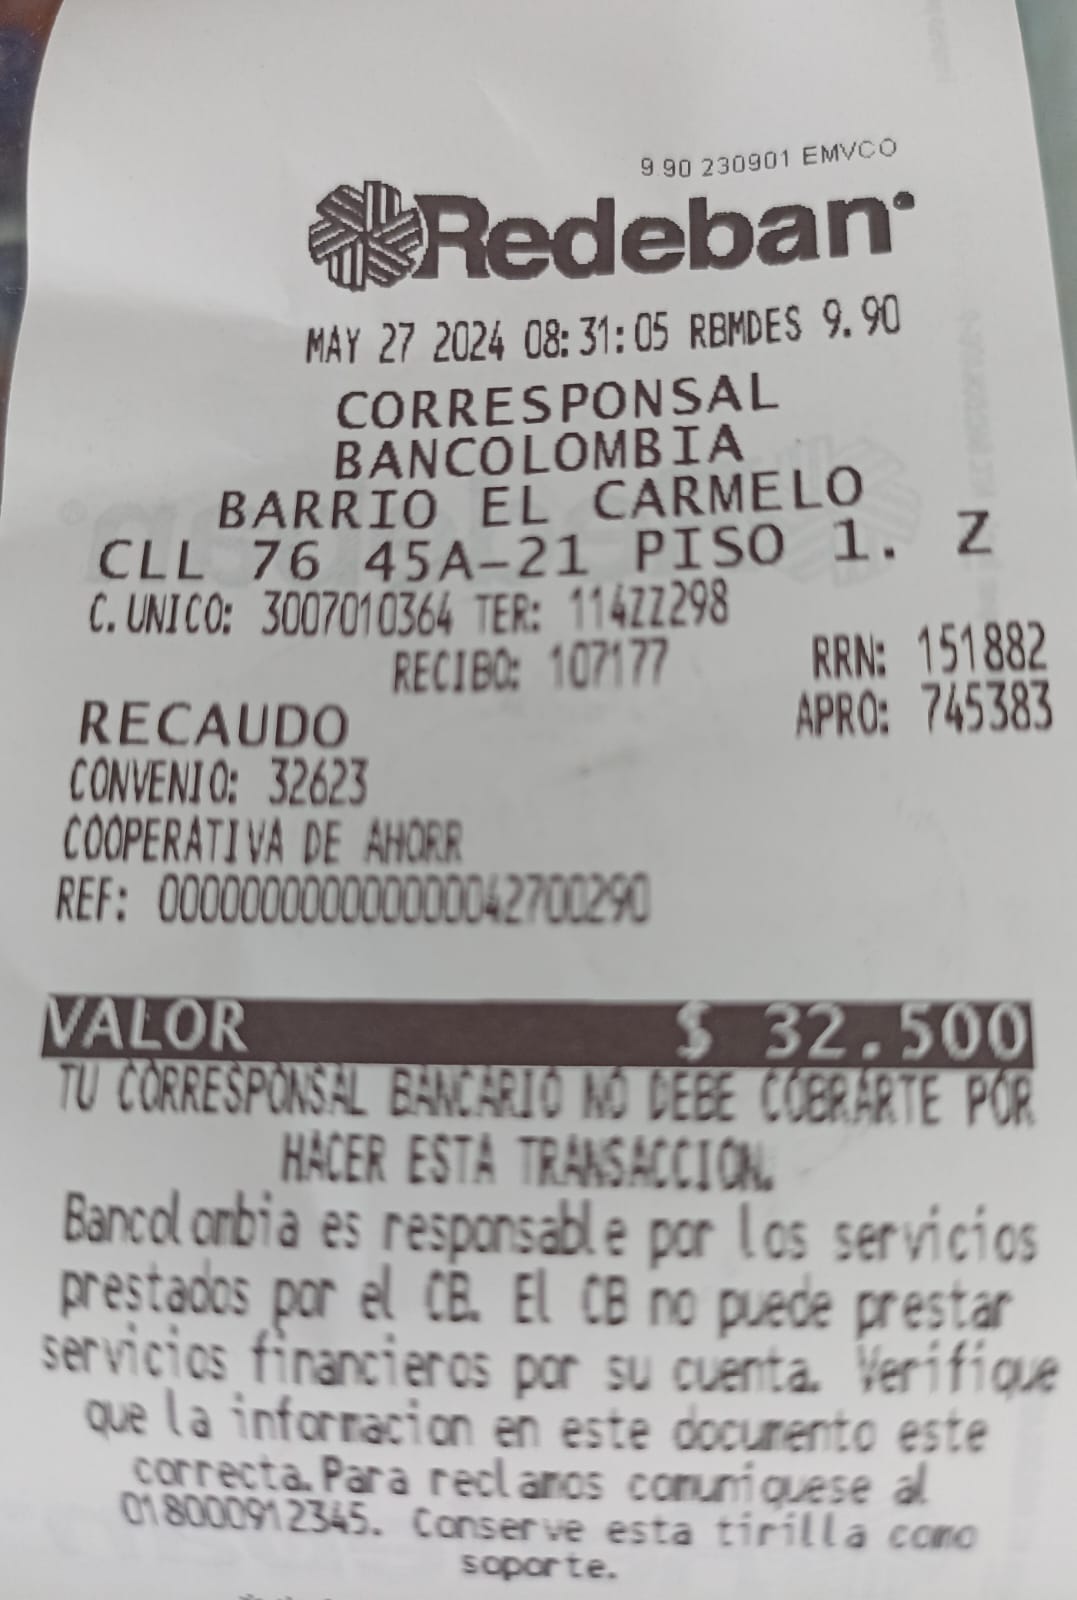 9.90 230901 EMVCO
Redeban
MAY 27 2024 08:31:05 RBMDES 9.90
CORRESPONSAL
BANCOLOMBIA
BARRIO EL CARMELO
CLL 76 45A-21 PISO 1. Z
C. UNICO: 3007010364 TER: 114ZZ298
RECIBO: 107177 RRN: 151882
RECAUDO APRO: 745383
CONVENIO: 32623
COOPERATIVA DE AHORR
REF: 0000000000000000042700290
VALOR $ 32.500
TU CORRESPONSAL BANCARIO NO DEBE COBRARTE POR
HACER ESTA TRANSACCION.
Bancolombia es responsable por los servicios
prestados por el CB. El CB no puede prestar
servicios financieros por su cuenta. Verifique
que la informacion en este documento este
correcta. Para reclamos comuniquese al
018000912345. Conserve esta tirilla como
soporte.